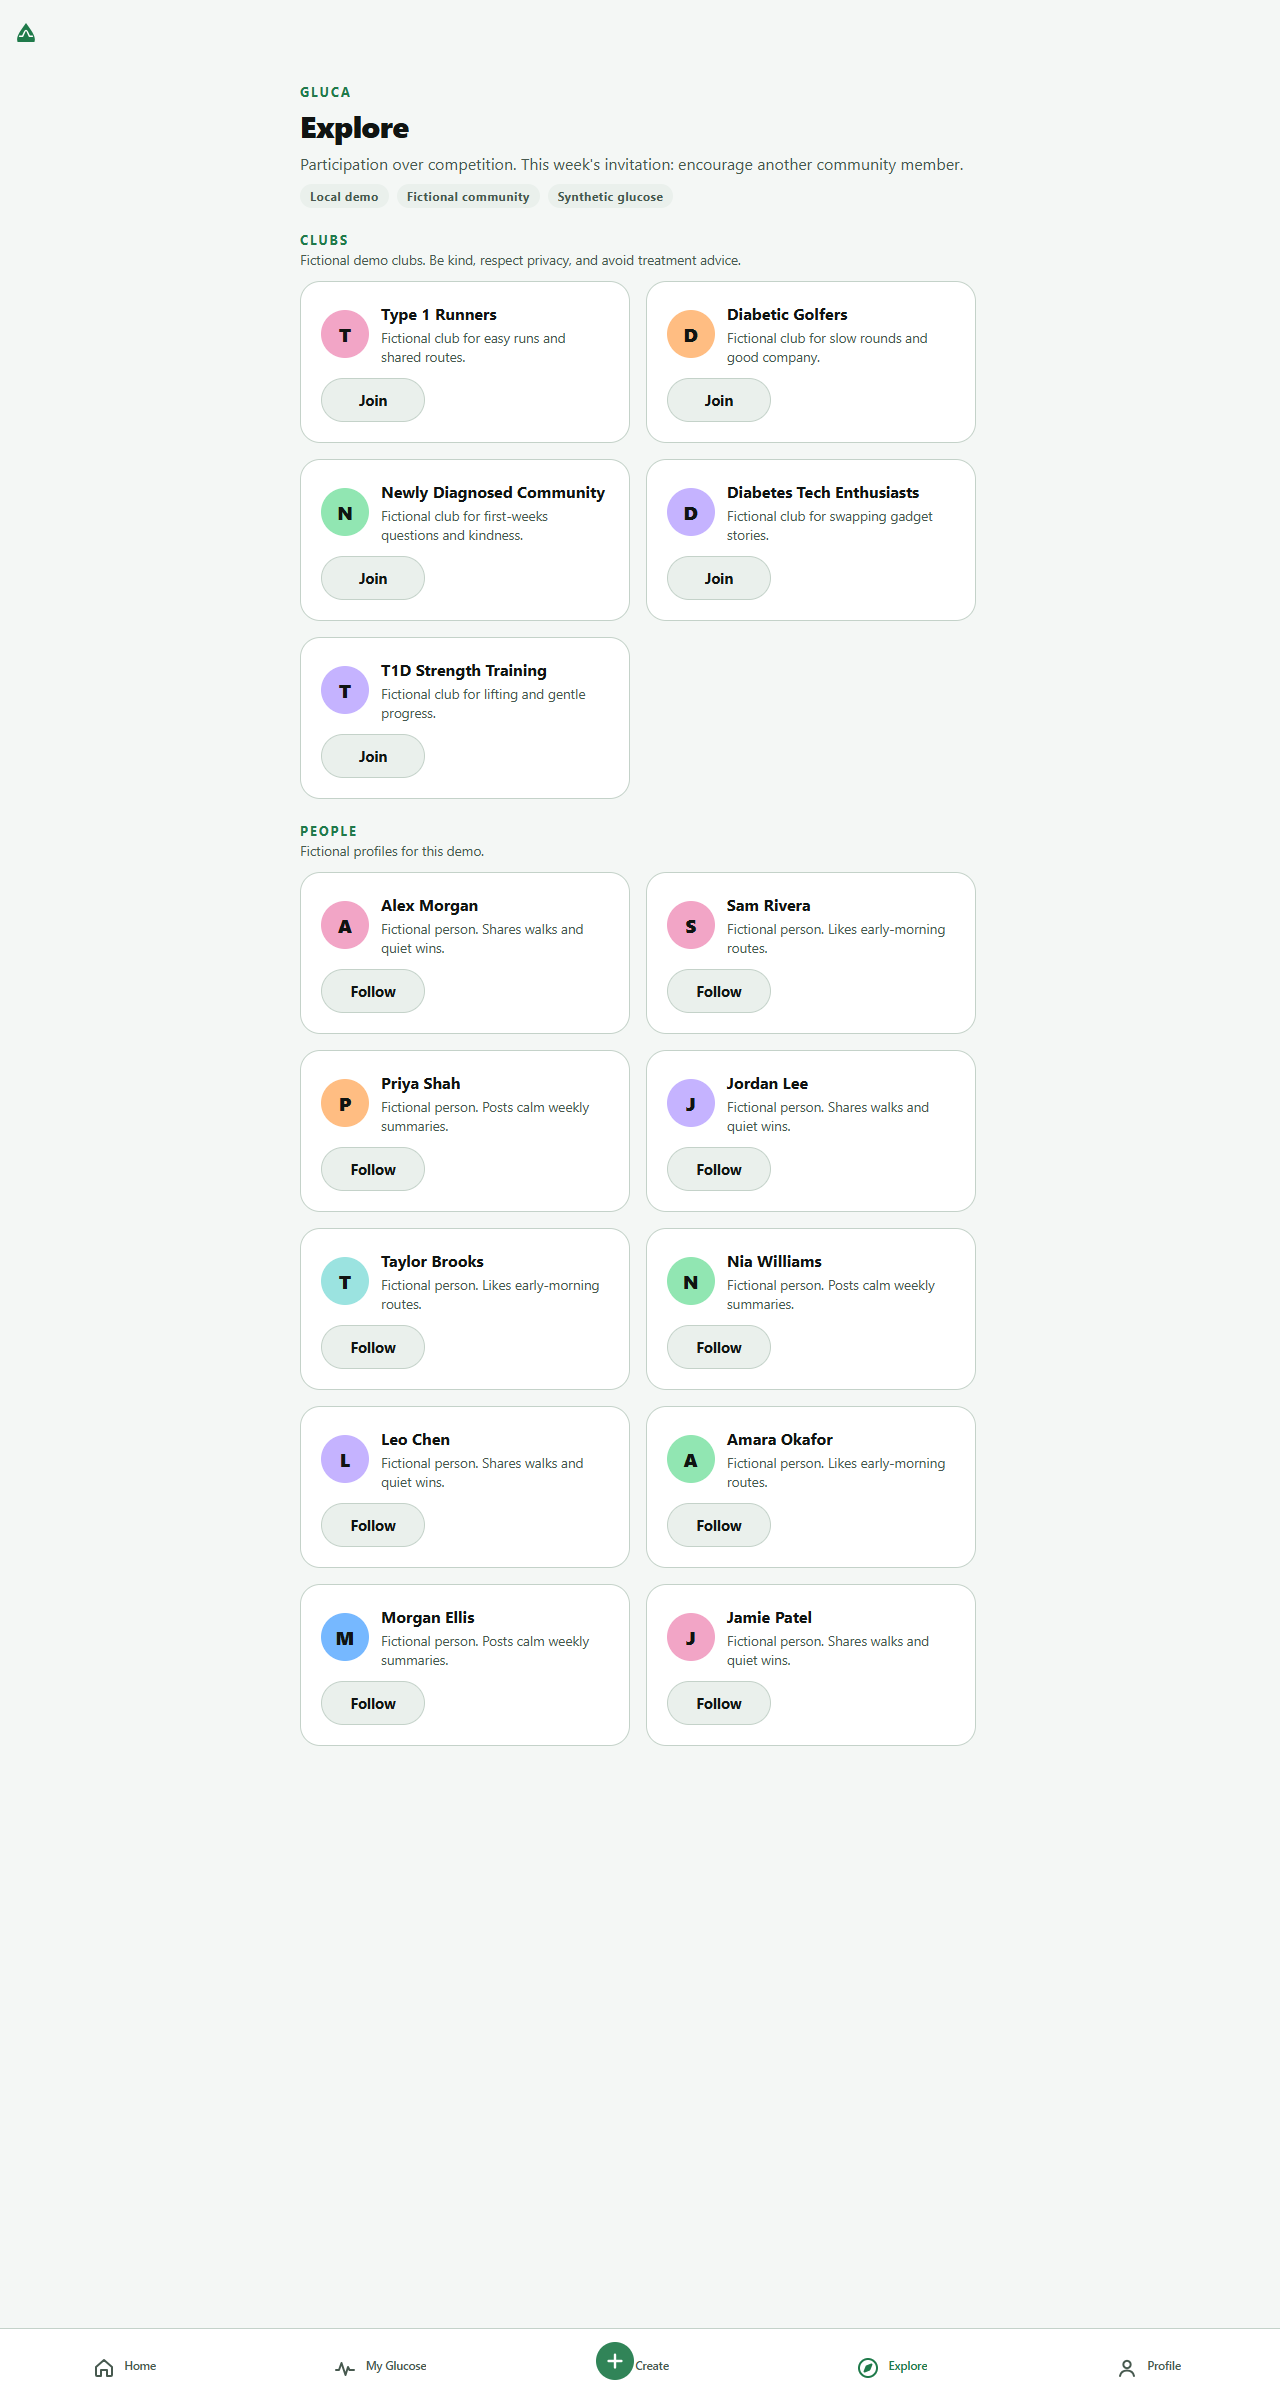 GLUCA
Explore
Participation over competition. This week's invitation: encourage another community member.
Local demo
Fictional community
Synthetic glucose
CLUBS
Fictional demo clubs. Be kind, respect privacy, and avoid treatment advice.
T
Type 1 Runners
Fictional club for easy runs and
shared routes.
Join
D
Diabetic Golfers
Fictional club for slow rounds and
good company.
Join
N
Newly Diagnosed Community
Fictional club for first-weeks
questions and kindness.
Join
D
Diabetes Tech Enthusiasts
Fictional club for swapping gadget
stories.
Join
T
T1D Strength Training
Fictional club for lifting and gentle
progress.
Join
PEOPLE
Fictional profiles for this demo.
A
Alex Morgan
Fictional person. Shares walks and
quiet wins.
Follow
S
Sam Rivera
Fictional person. Likes early-morning
routes.
Follow
P
Priya Shah
Fictional person. Posts calm weekly
summaries.
Follow
J
Jordan Lee
Fictional person. Shares walks and
quiet wins.
Follow
T
Taylor Brooks
Fictional person. Likes early-morning
routes.
Follow
N
Nia Williams
Fictional person. Posts calm weekly
summaries.
Follow
L
Leo Chen
Fictional person. Shares walks and
quiet wins.
Follow
A
Amara Okafor
Fictional person. Likes early-morning
routes.
Follow
M
Morgan Ellis
Fictional person. Posts calm weekly
summaries.
Follow
J
Jamie Patel
Fictional person. Shares walks and
quiet wins.
Follow
Home
My Glucose
Create
Explore
Profile